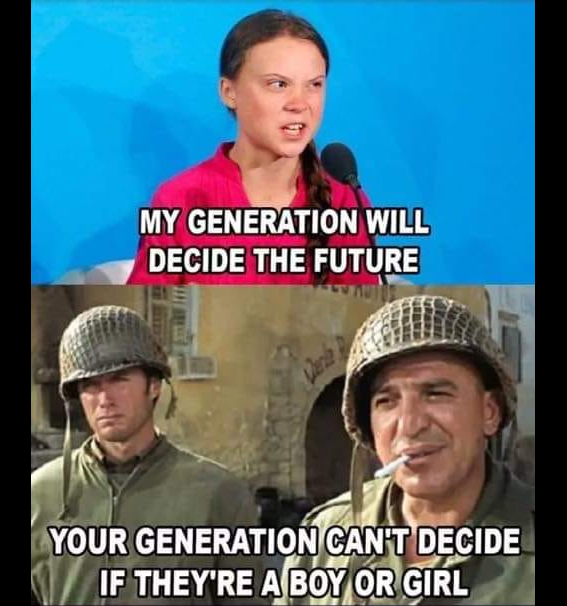 MY GENERATION WILL
DECIDE THE FUTURE
YOUR GENERATION CAN'T DECIDE
IF THEY'RE A BOY OR GIRL